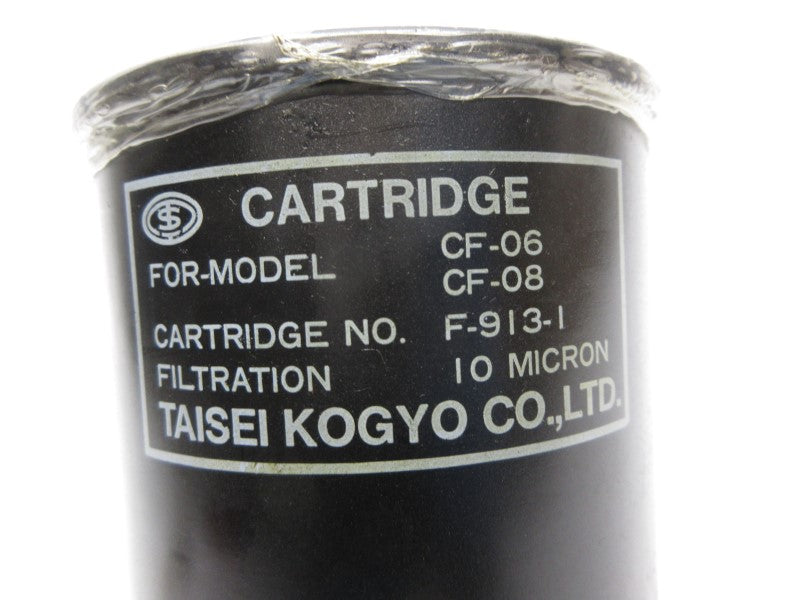 CARTRIDGE
FOR-MODEL CF-06
CF-08
CARTRIDGE NO. F-913-1
FILTRATION 10 MICRON
TAISEI KOGYO CO.,LTD.